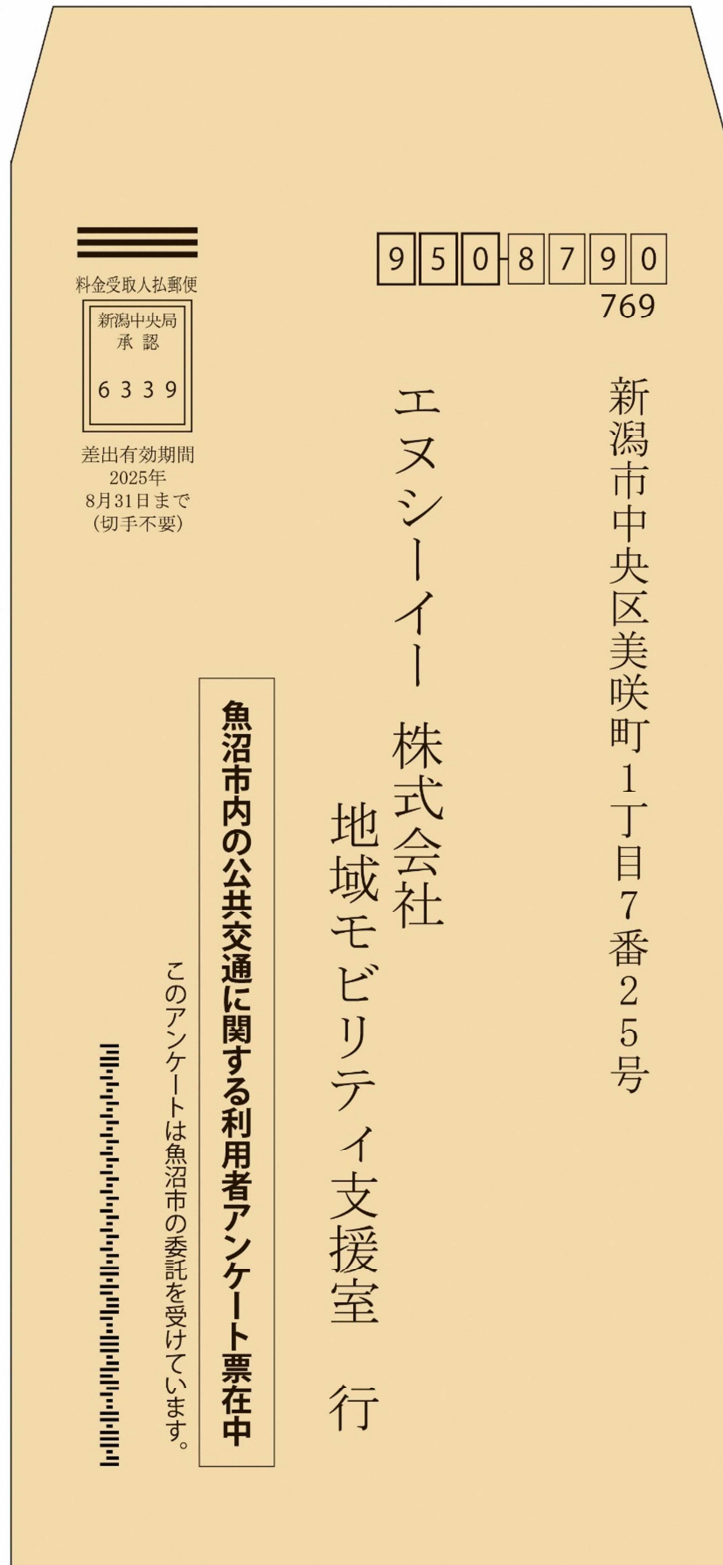 950-8790
769
新潟市中央区美咲町1丁目7番25号
エヌシーイー 株式会社
地域モビリティ支援室 行
料金受取人払郵便
新潟中央局
承 認
6339
差出有効期間
2025年
8月31日まで
(切手不要)
魚沼市内の公共交通に関する利用者アンケート票在中
このアンケートは魚沼市の委託を受けています。